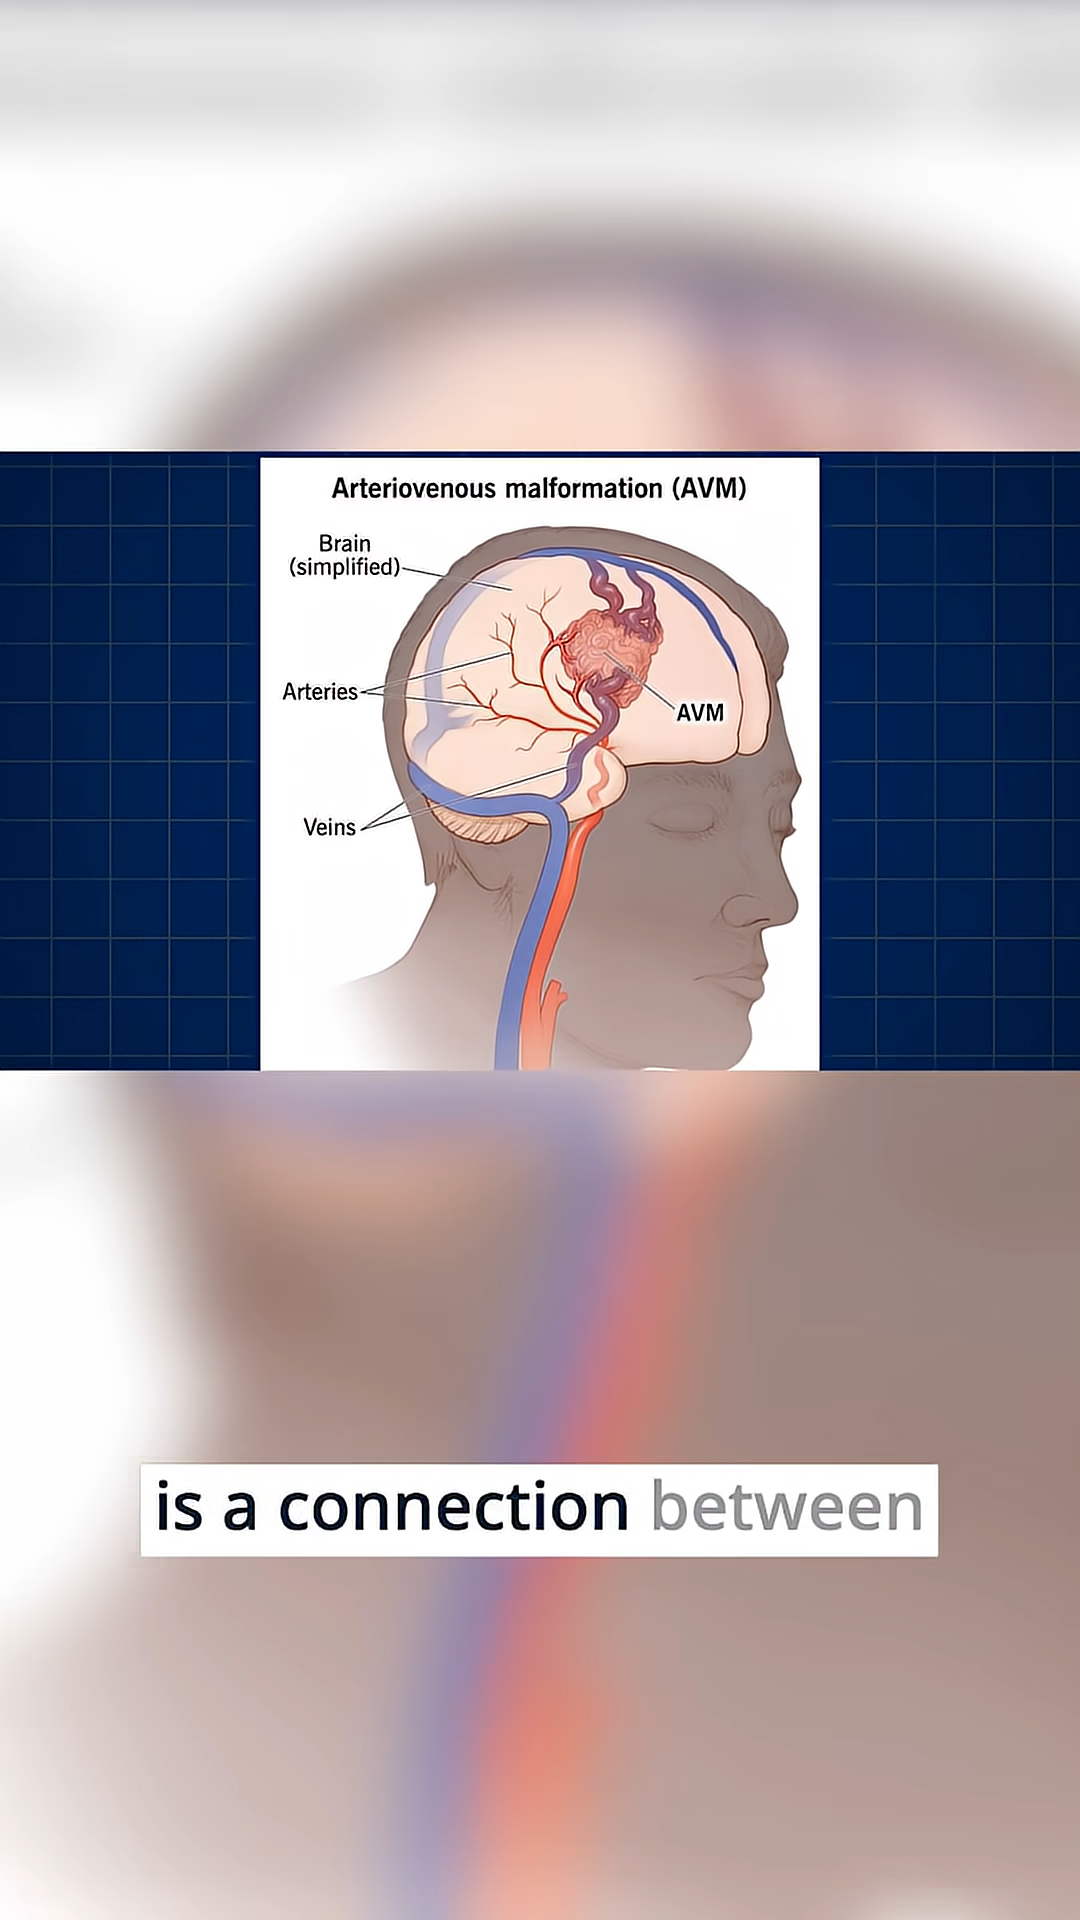 Arteriovenous malformation (AVM)
Brain
(simplified)
Arteries
AVM
Veins
is a connection between